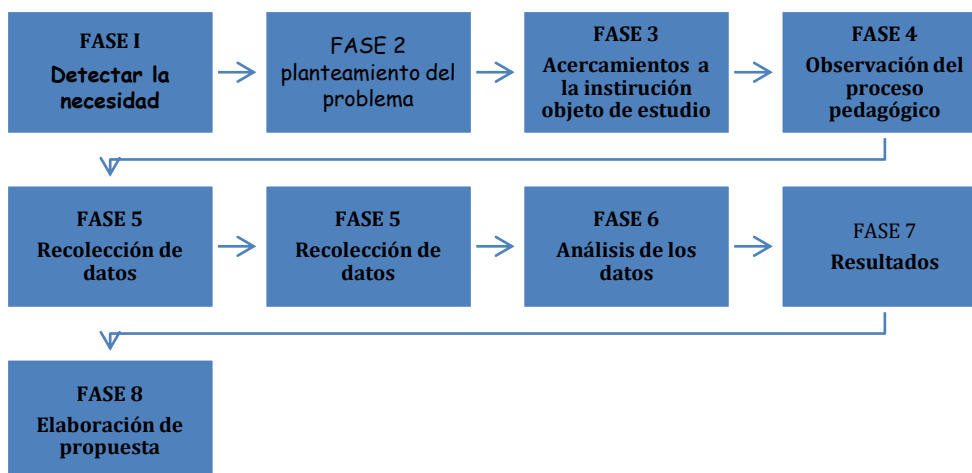 FASE I
Detectar la
necesidad
FASE 2
planteamiento del
problema
FASE 3
Acercamientos a
la instirución
objeto de estudio
FASE 4
Observación del
proceso
pedagógico
FASE 5
Recolección de
datos
FASE 5
Recolección de
datos
FASE 6
Análisis de los
datos
FASE 7
Resultados
FASE 8
Elaboración de
propuesta